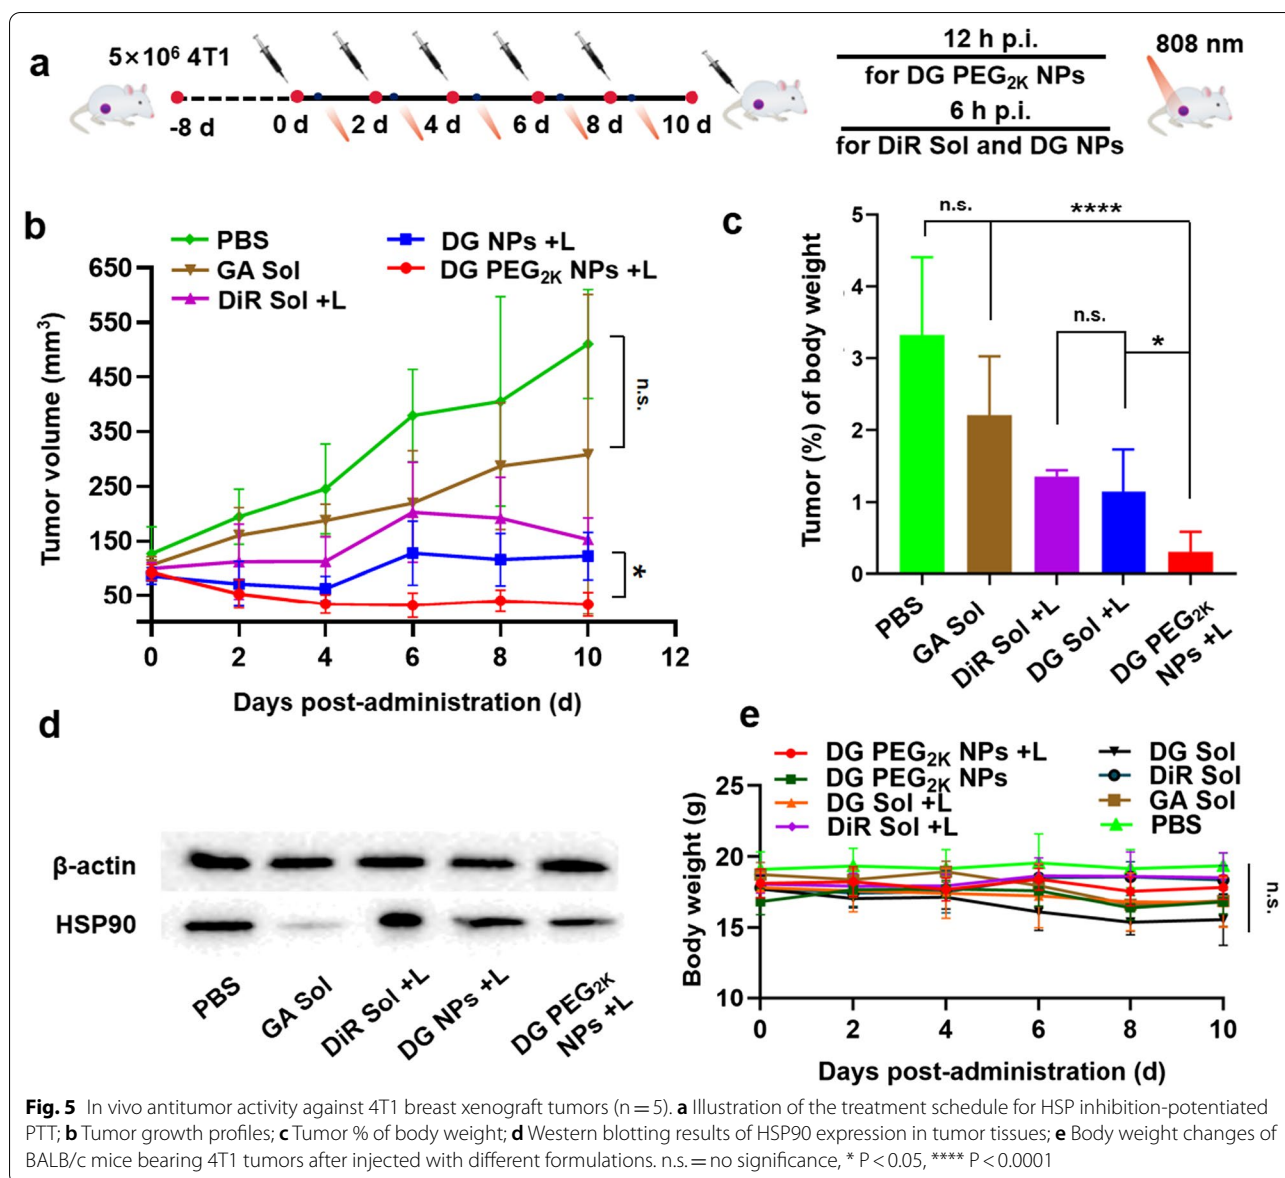 a
5×10⁶ 4T1
-8 d
0 d
2 d
4 d
6 d
8 d
10 d
12 h p.i.
for DG PEG₂ₖ NPs
6 h p.i.
for DiR Sol and DG NPs
808 nm
b
PBS
GA Sol
DiR Sol +L
DG NPs +L
DG PEG₂ₖ NPs +L
Tumor volume (mm³)
650
550
450
350
250
150
50
0 2 4 6 8 10 12
Days post-administration (d)
n.s.
*
c
Tumor (%) of body weight
5
4
3
2
1
0
n.s.
****
n.s.
*
PBS
GA Sol
DiR Sol +L
DG Sol +L
DG PEG₂ₖ
NPs +L
d
β-actin
HSP90
PBS
GA Sol
DiR Sol +L
DG NPs +L
DG PEG₂ₖ
NPs +L
e
DG PEG₂ₖ NPs +L
DG PEG₂ₖ NPs
DG Sol +L
DiR Sol +L
DG Sol
DiR Sol
GA Sol
PBS
Body weight (g)
25
20
15
10
0 2 4 6 8 10
Days post-administration (d)
n.s.
Fig. 5 In vivo antitumor activity against 4T1 breast xenograft tumors (n = 5). a Illustration of the treatment schedule for HSP inhibition-potentiated
PTT; b Tumor growth profiles; c Tumor % of body weight; d Western blotting results of HSP90 expression in tumor tissues; e Body weight changes of
BALB/c mice bearing 4T1 tumors after injected with different formulations. n.s. = no significance, * P < 0.05, **** P < 0.0001